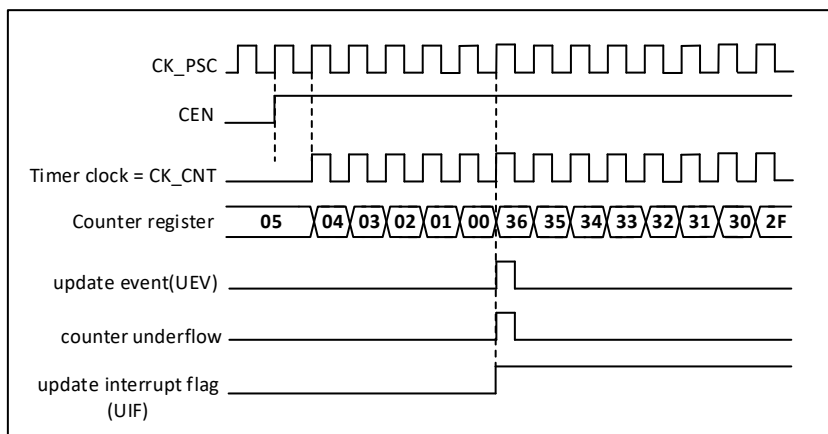 CK_PSC
CEN
Timer clock = CK_CNT
Counter register 05 04 03 02 01 00 36 35 34 33 32 31 30 2F
update event(UEV)
counter underflow
update interrupt flag
(UIF)